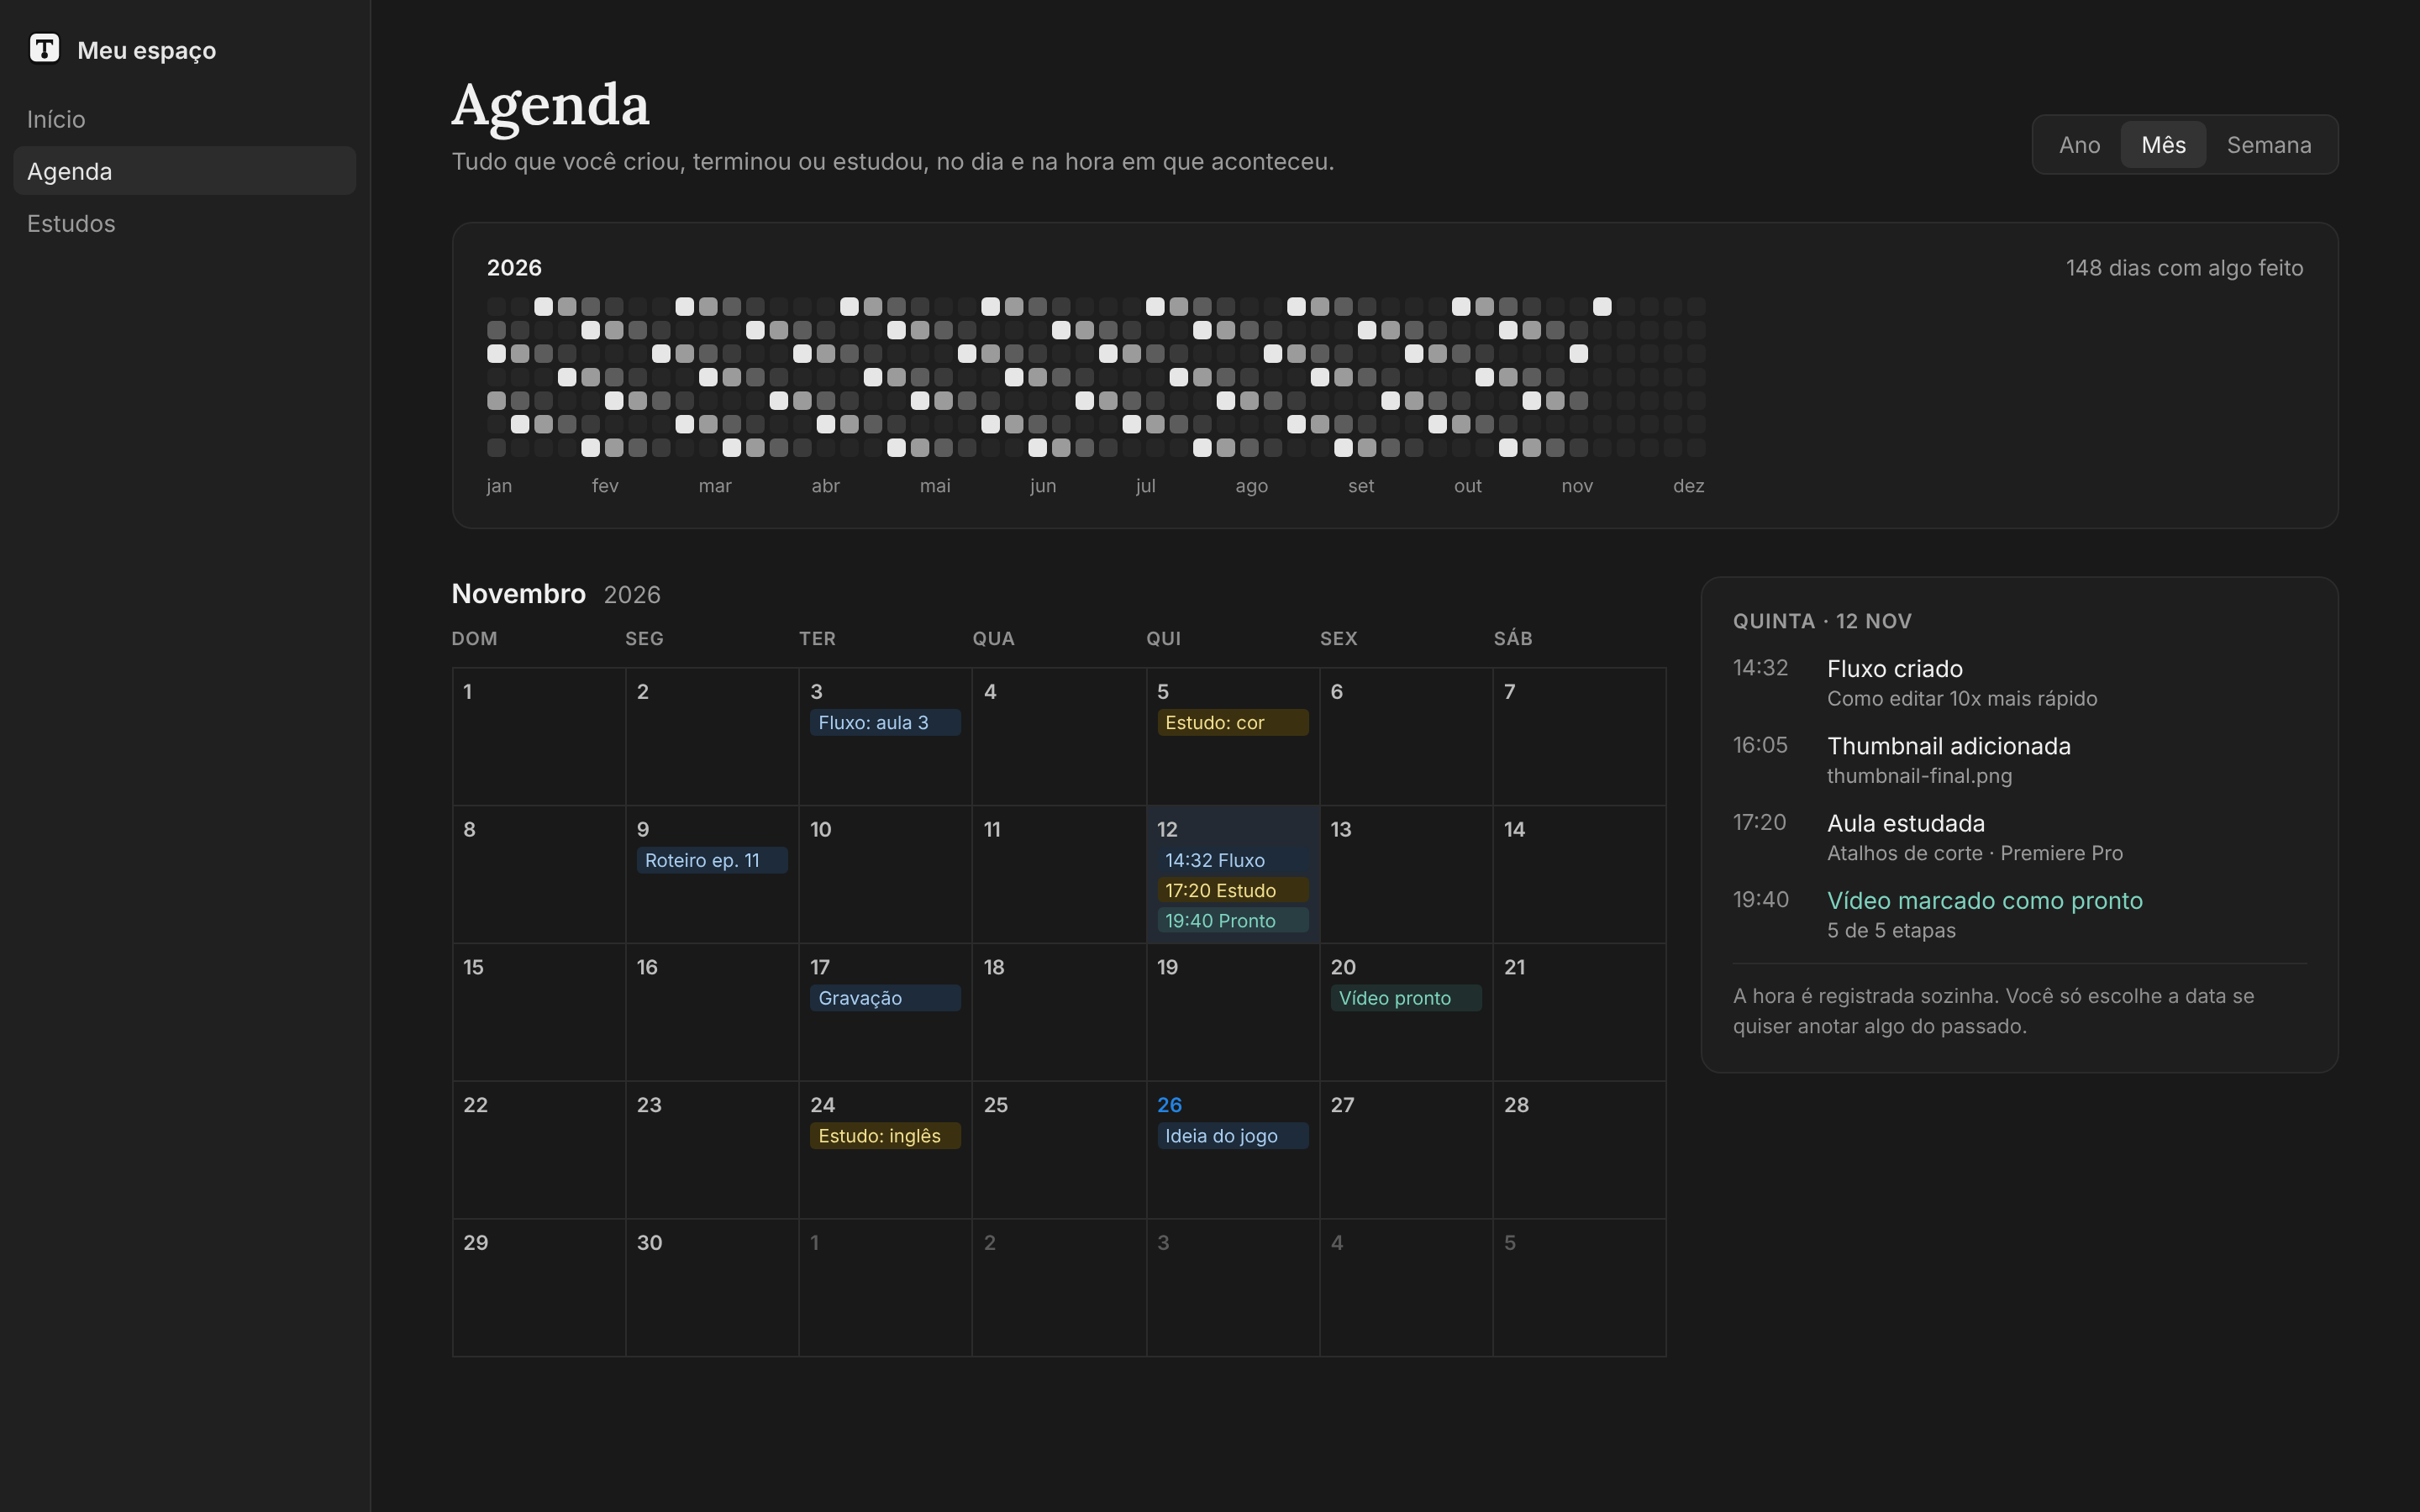 Meu espaço
Início
Agenda
Estudos
Agenda
Tudo que você criou, terminou ou estudou, no dia e na hora em que aconteceu.
Ano Mês Semana
2026
148 dias com algo feito
jan fev mar abr mai jun jul ago set out nov dez
Novembro 2026
DOM SEG TER QUA QUI SEX SÁB
1 2 3 4 5 6 7
Fluxo: aula 3
Estudo: cor
8 9 10 11 12 13 14
Roteiro ep. 11
14:32 Fluxo
17:20 Estudo
19:40 Pronto
15 16 17 18 19 20 21
Gravação
Vídeo pronto
22 23 24 25 26 27 28
Estudo: inglês
Ideia do jogo
29 30 1 2 3 4 5
QUINTA · 12 NOV
14:32 Fluxo criado
Como editar 10x mais rápido
16:05 Thumbnail adicionada
thumbnail-final.png
17:20 Aula estudada
Atalhos de corte · Premiere Pro
19:40 Vídeo marcado como pronto
5 de 5 etapas
A hora é registrada sozinha. Você só escolhe a data se
quiser anotar algo do passado.